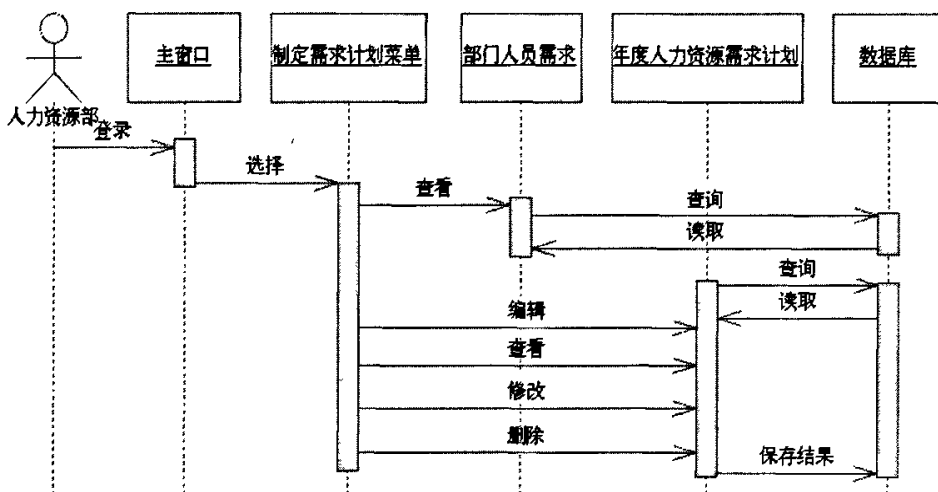 主窗口
制定需求计划菜单
部门人员需求
年度人力资源需求计划
数据库
人力资源部
登录
选择
查看
查询
读取
查询
读取
编辑
查看
修改
删除
保存结果